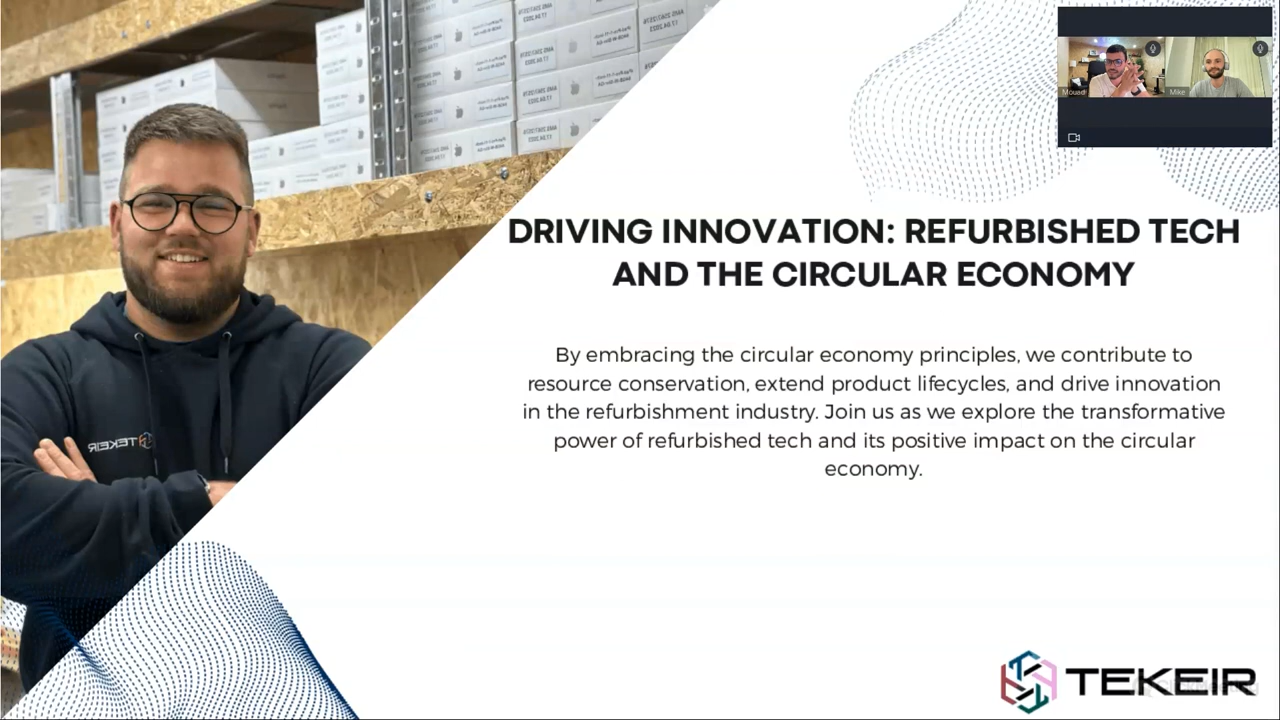 Mouad
Mike
DRIVING INNOVATION: REFURBISHED TECH
AND THE CIRCULAR ECONOMY
By embracing the circular economy principles, we contribute to
resource conservation, extend product lifecycles, and drive innovation
in the refurbishment industry. Join us as we explore the transformative
power of refurbished tech and its positive impact on the circular
economy.
TEKEIR
TEKEIR